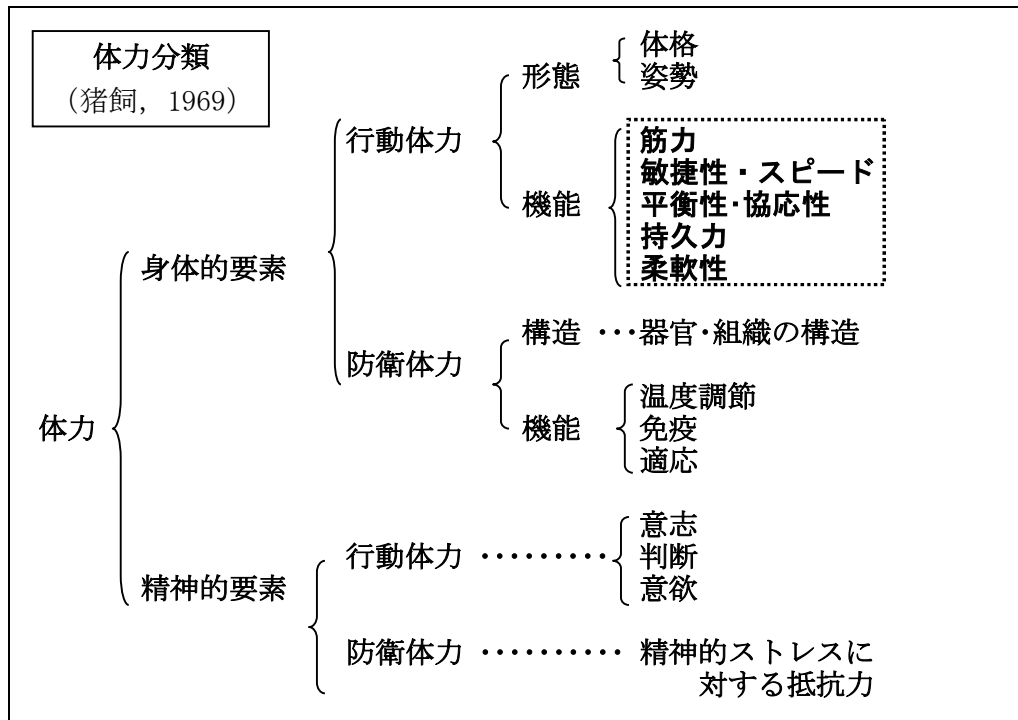 体力分類
（猪飼, 1969）
体力
身体的要素
行動体力
形態
体格
姿勢
機能
筋力
敏捷性・スピード
平衡性・協応性
持久力
柔軟性
防衛体力
構造 ・・・器官・組織の構造
機能
温度調節
免疫
適応
精神的要素
行動体力 ・・・・・・・・・
意志
判断
意欲
防衛体力 ・・・・・・・・・・ 精神的ストレスに
対する抵抗力